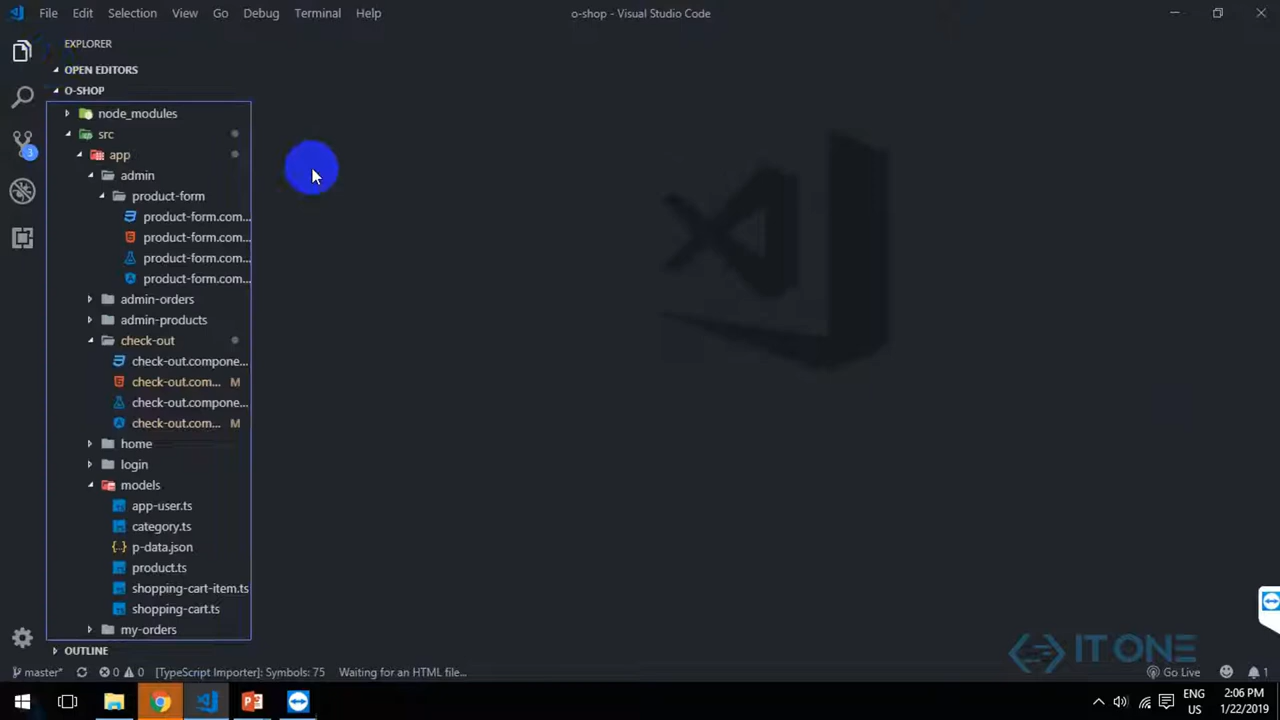 File Edit Selection View Go Debug Terminal Help
o-shop - Visual Studio Code
EXPLORER
OPEN EDITORS
O-SHOP
node_modules
src
app
admin
product-form
product-form.com...
product-form.com...
product-form.com...
product-form.com...
admin-orders
admin-products
check-out
check-out.compone...
check-out.com... M
check-out.compone...
check-out.com... M
home
login
models
app-user.ts
category.ts
p-data.json
product.ts
shopping-cart-item.ts
shopping-cart.ts
my-orders
OUTLINE
3
IT ONE
master* 0 0 [TypeScript Importer]: Symbols: 75 Waiting for an HTML file... Go Live 1
ENG
US
2:06 PM
1/22/2019